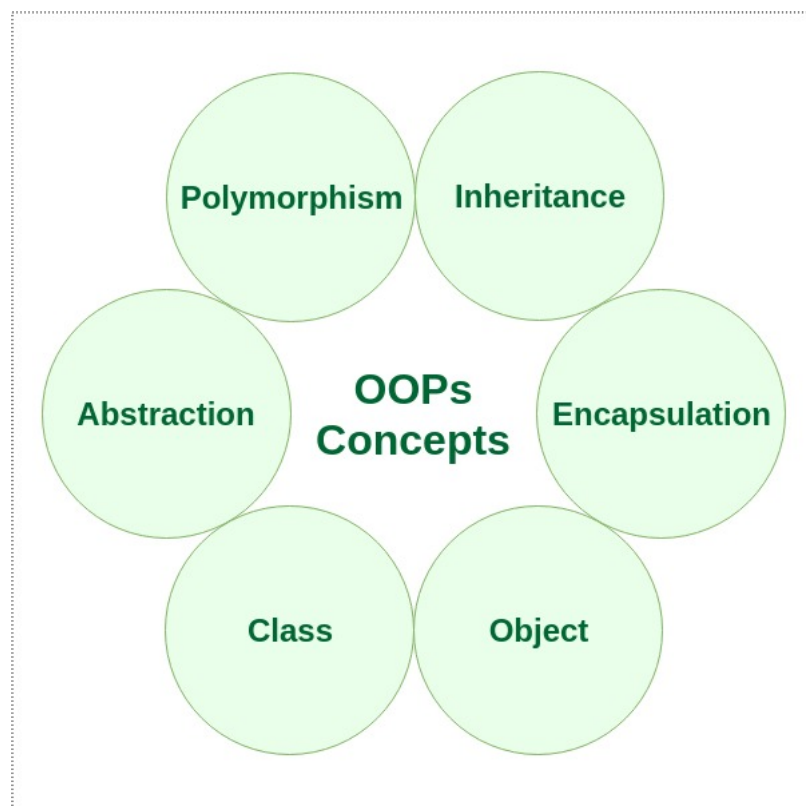 Polymorphism
Inheritance
Abstraction
OOPs
Concepts
Encapsulation
Class
Object